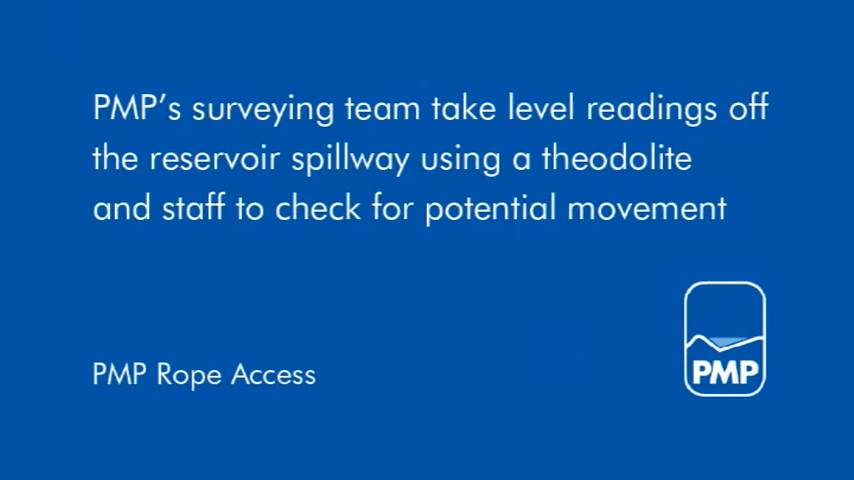 PMP’s surveying team take level readings off
the reservoir spillway using a theodolite
and staff to check for potential movement
PMP
PMP Rope Access